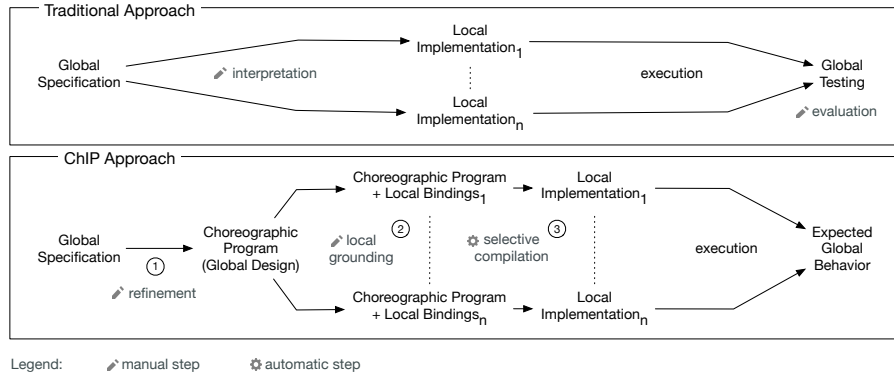 Traditional Approach
Global
Specification
interpretation
Local
Implementation1
Local
Implementationn
execution
Global
Testing
evaluation
ChIP Approach
Global
Specification
1
refinement
Choreographic
Program
(Global Design)
Choreographic Program
+ Local Bindings1
2
local
grounding
Choreographic Program
+ Local Bindingsn
3
selective
compilation
Local
Implementation1
Local
Implementationn
execution
Expected
Global
Behavior
Legend: manual step automatic step